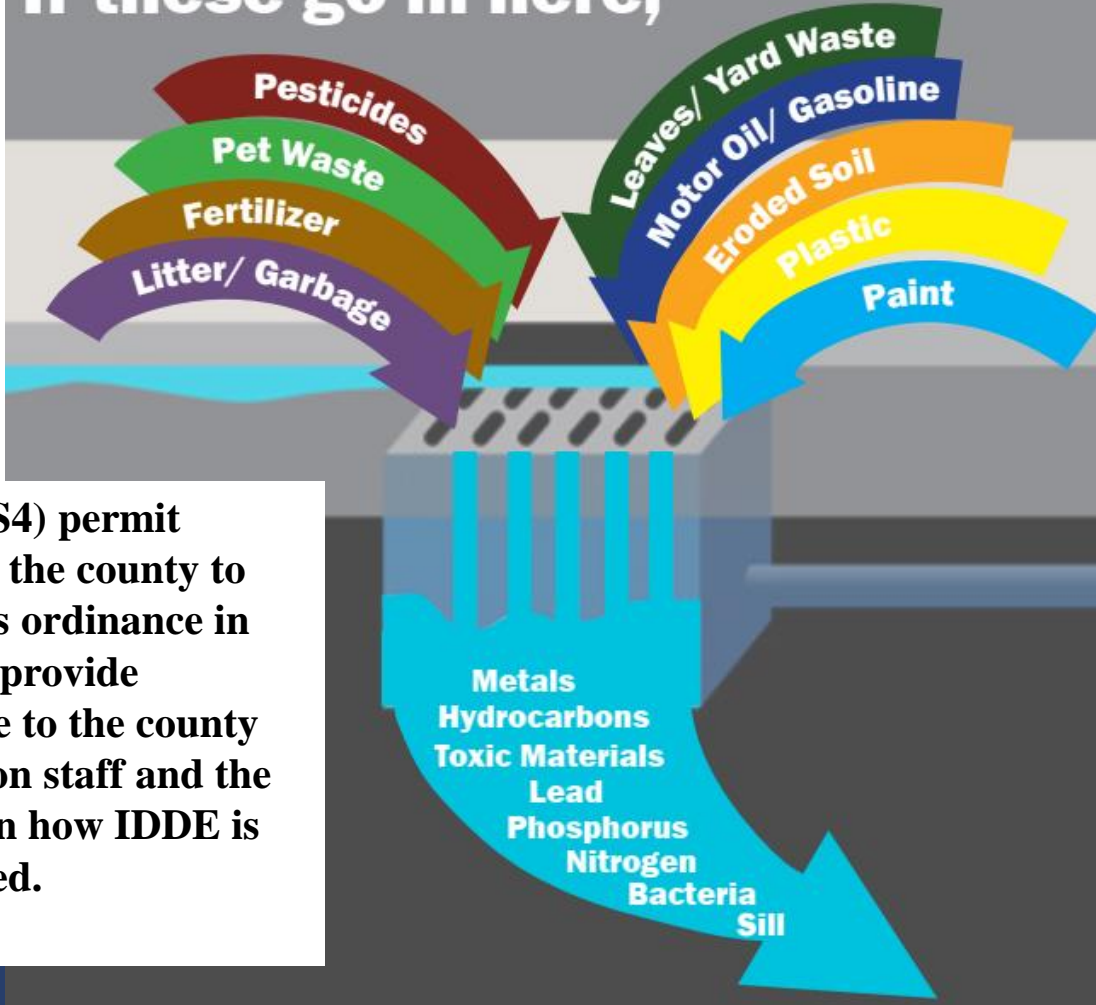 if these go in here,
Pesticides
Pet Waste
Fertilizer
Litter/ Garbage
Leaves/ Yard Waste
Motor Oil/ Gasoline
Eroded Soil
Plastic
Paint
S4) permit
the county to
s ordinance in
provide
e to the county
on staff and the
n how IDDE is
ed.
Metals
Hydrocarbons
Toxic Materials
Lead
Phosphorus
Nitrogen
Bacteria
Sill